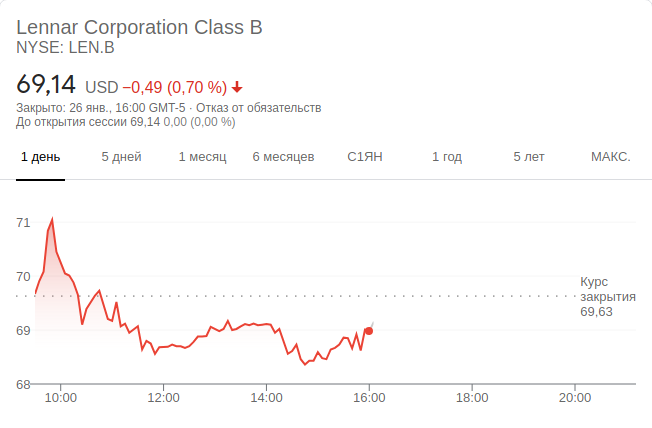 Lennar Corporation Class B
NYSE: LEN.B
69,14 USD −0,49 (0,70 %)
Закрыто: 26 янв., 16:00 GMT-5 · Отказ от обязательств
До открытия сессии 69,14 0,00 (0,00 %)
1 день 5 дней 1 месяц 6 месяцев С1ЯН 1 год 5 лет МАКС.
71
70
Курс
закрытия
69,63
69
68
10:00 12:00 14:00 16:00 18:00 20:00